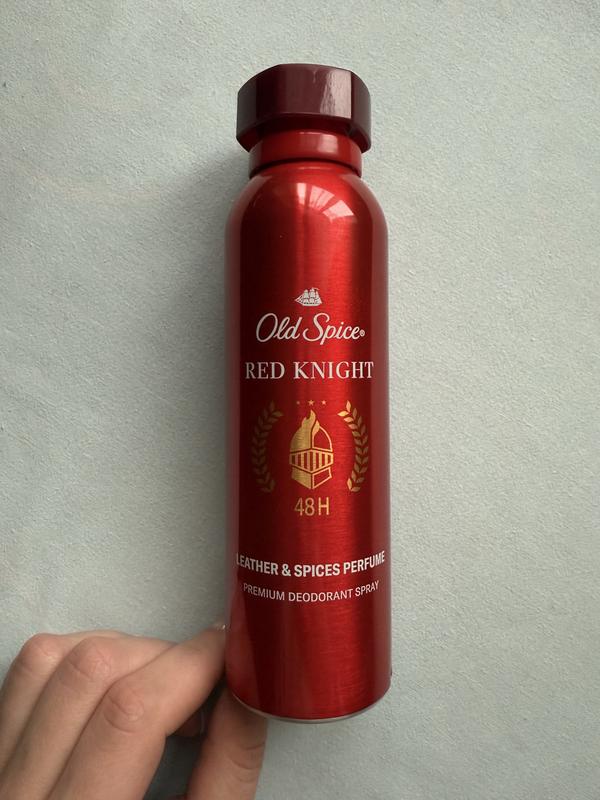 Old Spice®
RED KNIGHT
48H
LEATHER & SPICES PERFUME
PREMIUM DEODORANT SPRAY